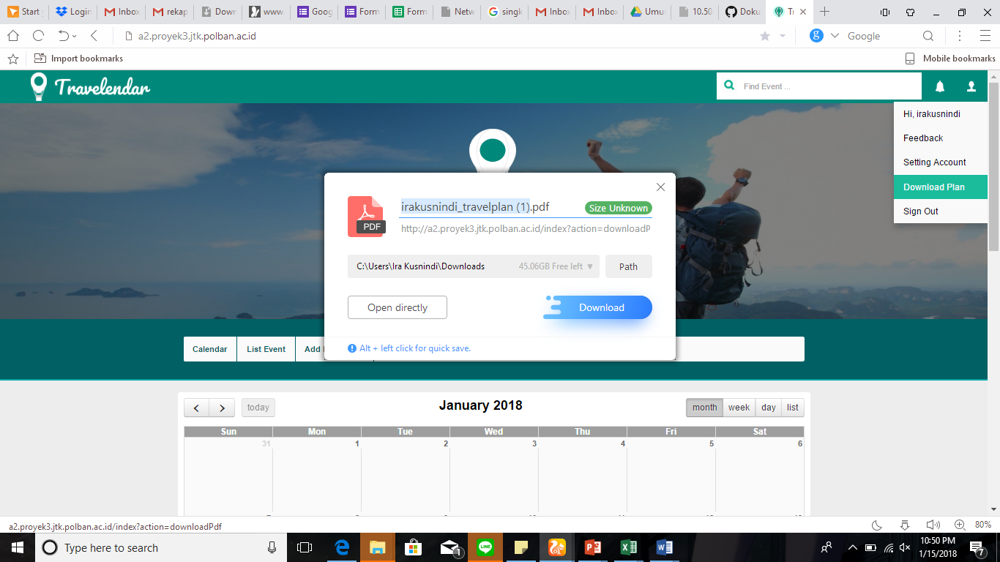 Start
Login
Inbox
rekap
Down
www.
Goog
Form
Form
Netw
singk
Inbox
Inbox
Umu
10.50
Doku
a2.proyek3.jtk.polban.ac.id
Google
Import bookmarks
Mobile bookmarks
Travelendar
Find Event ...
Hi, irakusnindi
Feedback
Setting Account
Download Plan
Sign Out
PDF
irakusnindi_travelplan (1).pdf
Size Unknown
http://a2.proyek3.jtk.polban.ac.id/index?action=downloadP
C:\Users\Ira Kusnindi\Downloads
45.06GB Free left
Path
Open directly
Download
Alt + left click for quick save.
Calendar
List Event
Add
today
January 2018
month
week
day
list
Sun Mon Tue Wed Thu Fri Sat
31 1 2 3 4 5 6
a2.proyek3.jtk.polban.ac.id/index?action=downloadPdf
80%
Type here to search
1
10:50 PM
1/15/2018
7